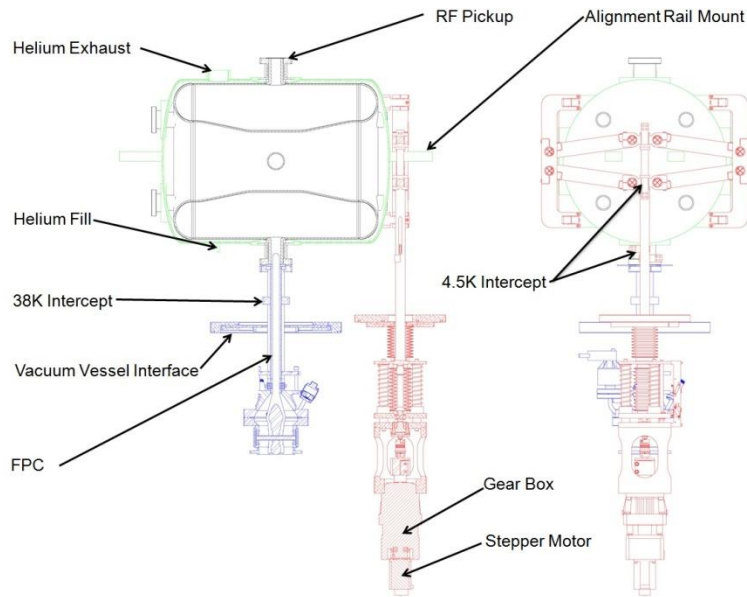 RF Pickup
Alignment Rail Mount
Helium Exhaust
Helium Fill
38K Intercept
4.5K Intercept
Vacuum Vessel Interface
FPC
Gear Box
Stepper Motor